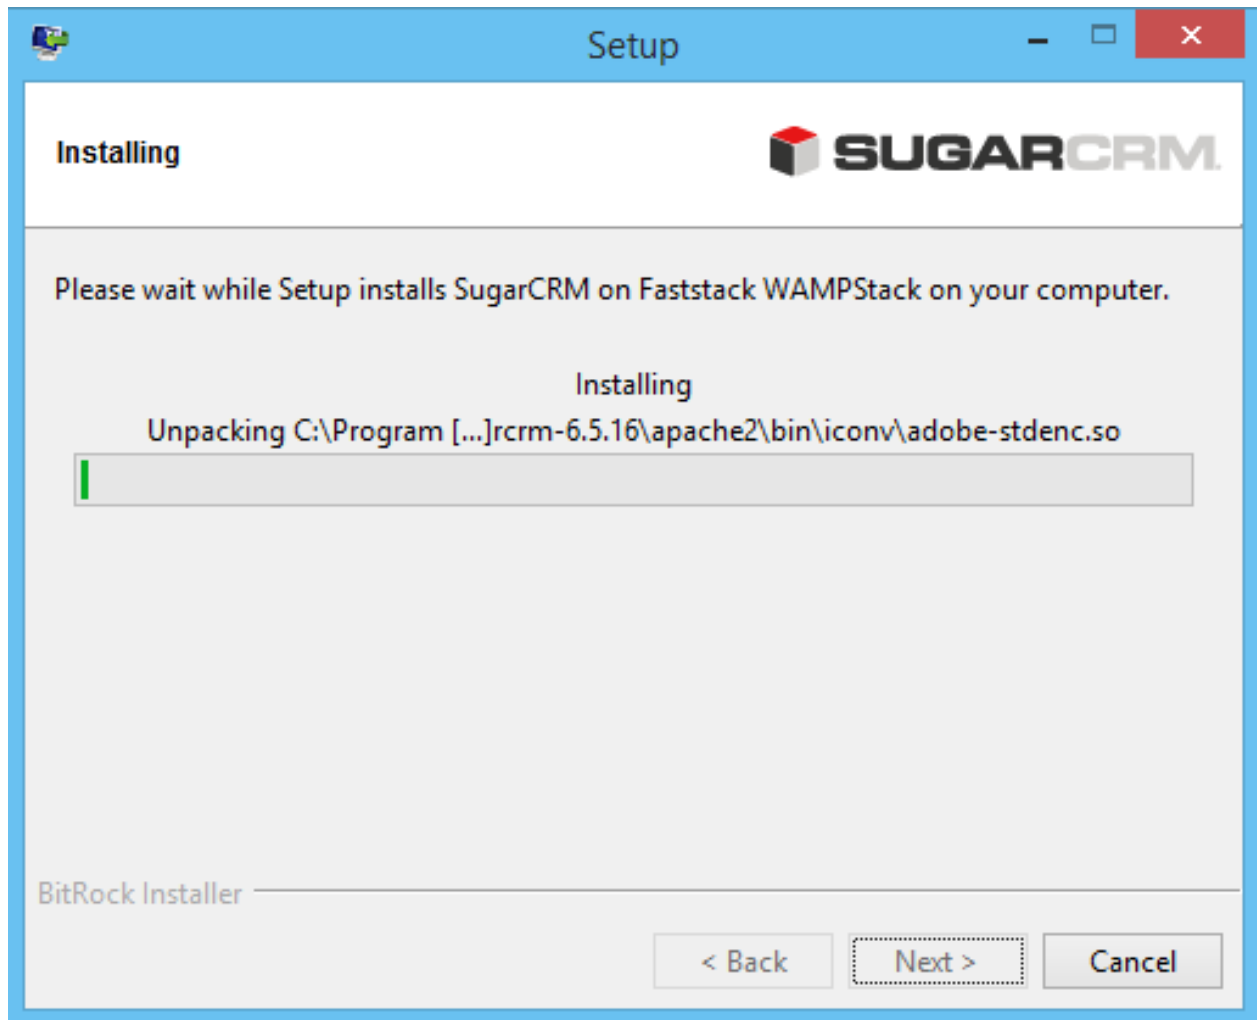 Setup
Installing
SUGARCRM.
Please wait while Setup installs SugarCRM on Faststack WAMPStack on your computer.
Installing
Unpacking C:\Program [...]rcrm-6.5.16\apache2\bin\iconv\adobe-stdenc.so
BitRock Installer
< Back
Next >
Cancel